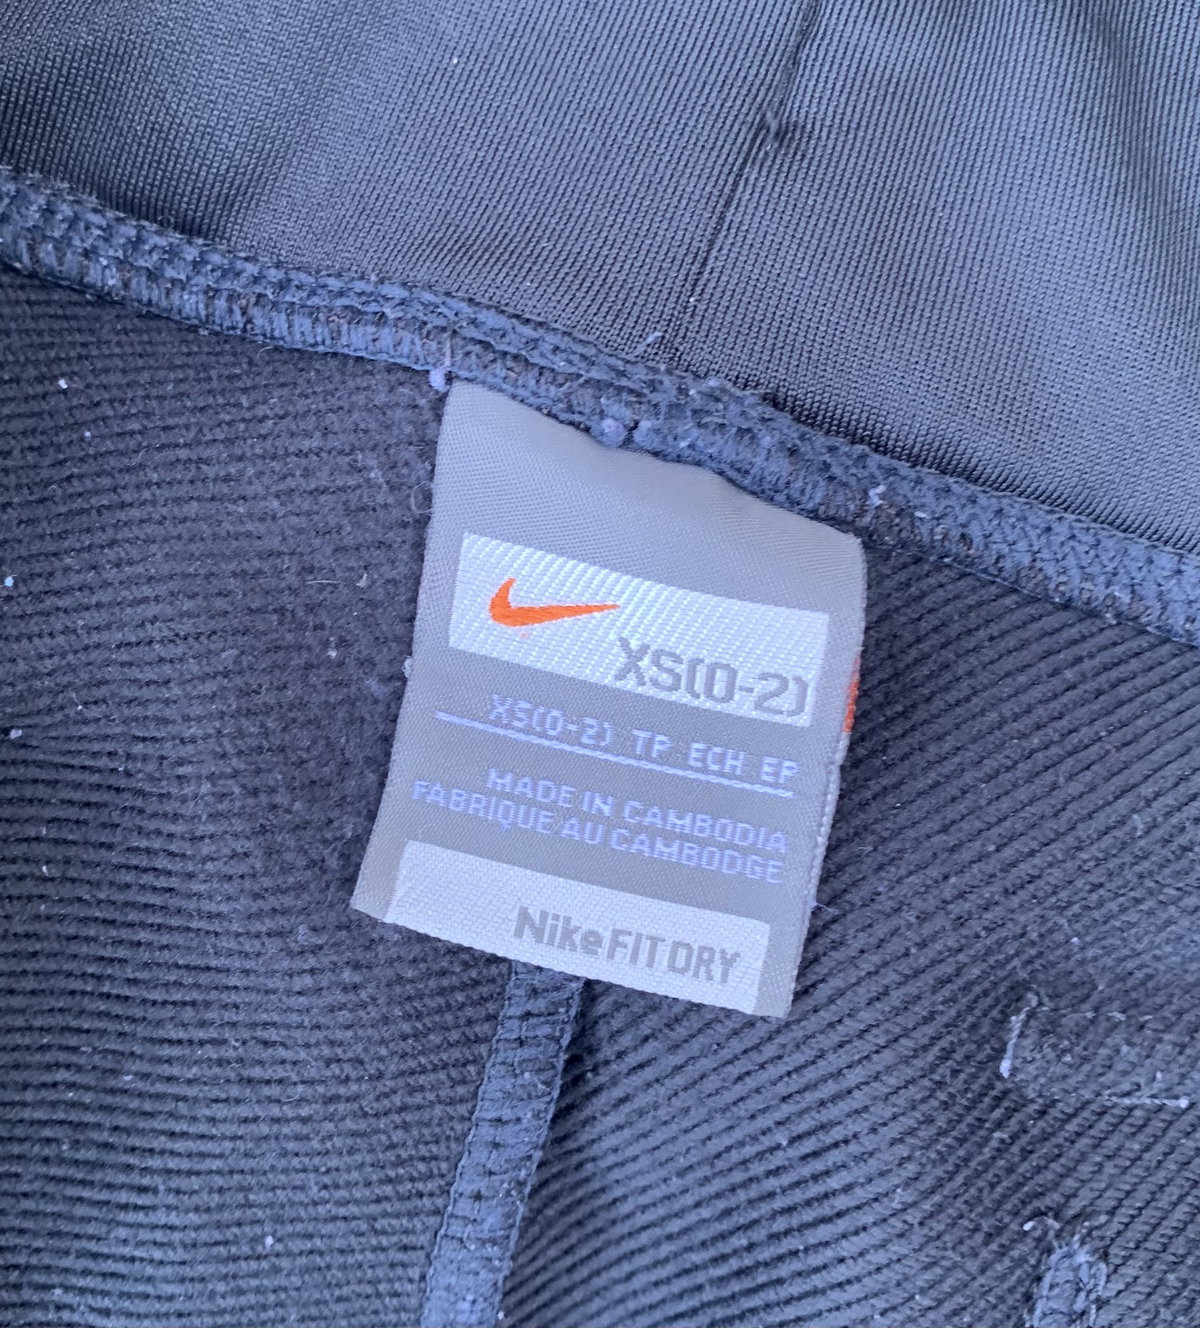 XS(0-2)
XS(0-2) TP ECH EP
MADE IN CAMBODIA
FABRIQUE AU CAMBODGE
Nike FIT DRY